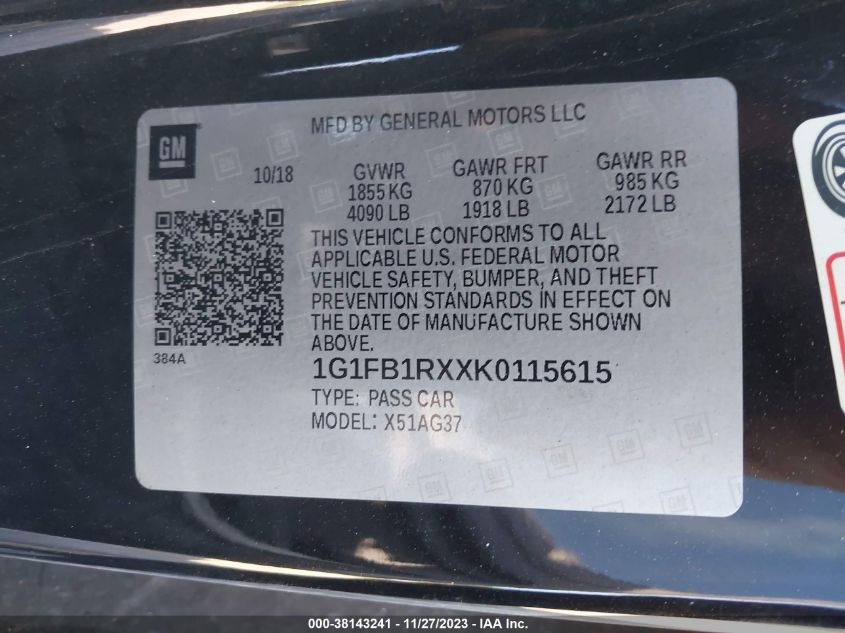 MFD BY GENERAL MOTORS LLC
GM
10/18 GVWR GAWR FRT GAWR RR
1855 KG 870 KG 985 KG
4090 LB 1918 LB 2172 LB
THIS VEHICLE CONFORMS TO ALL
APPLICABLE U.S. FEDERAL MOTOR
VEHICLE SAFETY, BUMPER, AND THEFT
PREVENTION STANDARDS IN EFFECT ON
THE DATE OF MANUFACTURE SHOWN
ABOVE.
384A
1G1FB1RXXK0115615
TYPE: PASS CAR
MODEL: X51AG37
000-38143241 - 11/27/2023 - IAAI.com